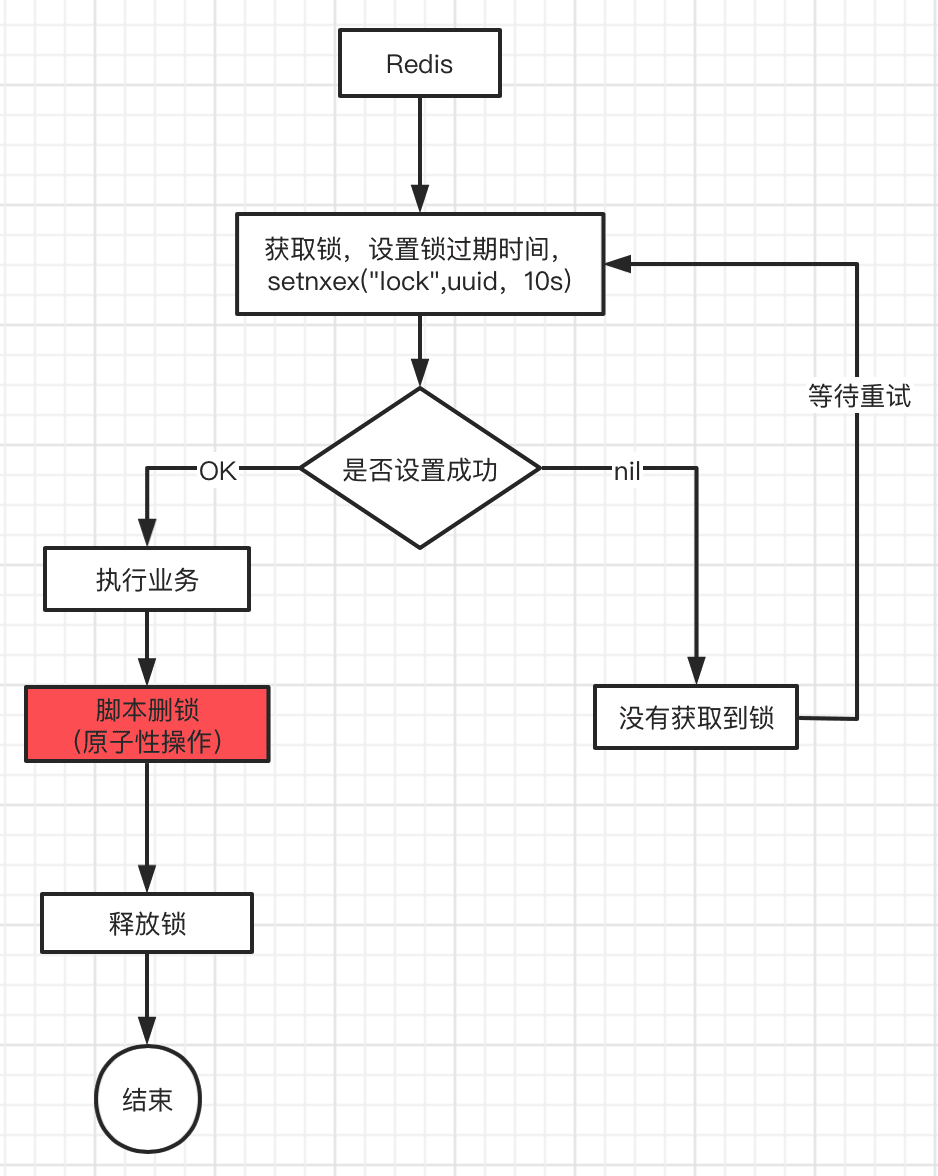 Redis
获取锁，设置锁过期时间，
setnxex("lock",uuid，10s)
等待重试
OK
是否设置成功
nil
执行业务
脚本删锁
（原子性操作）
没有获取到锁
释放锁
结束